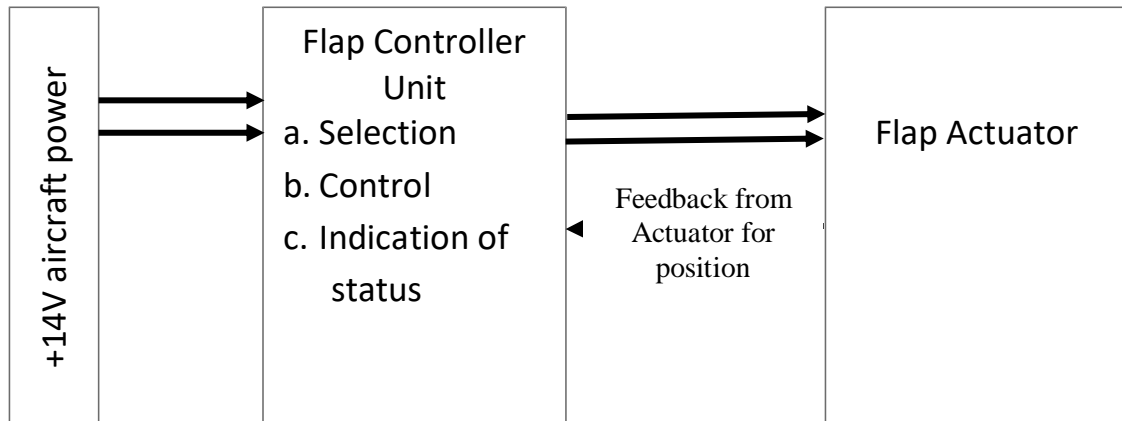 +14V aircraft power
Flap Controller
Unit
a. Selection
b. Control
c. Indication of
status
Feedback from
Actuator for
position
Flap Actuator